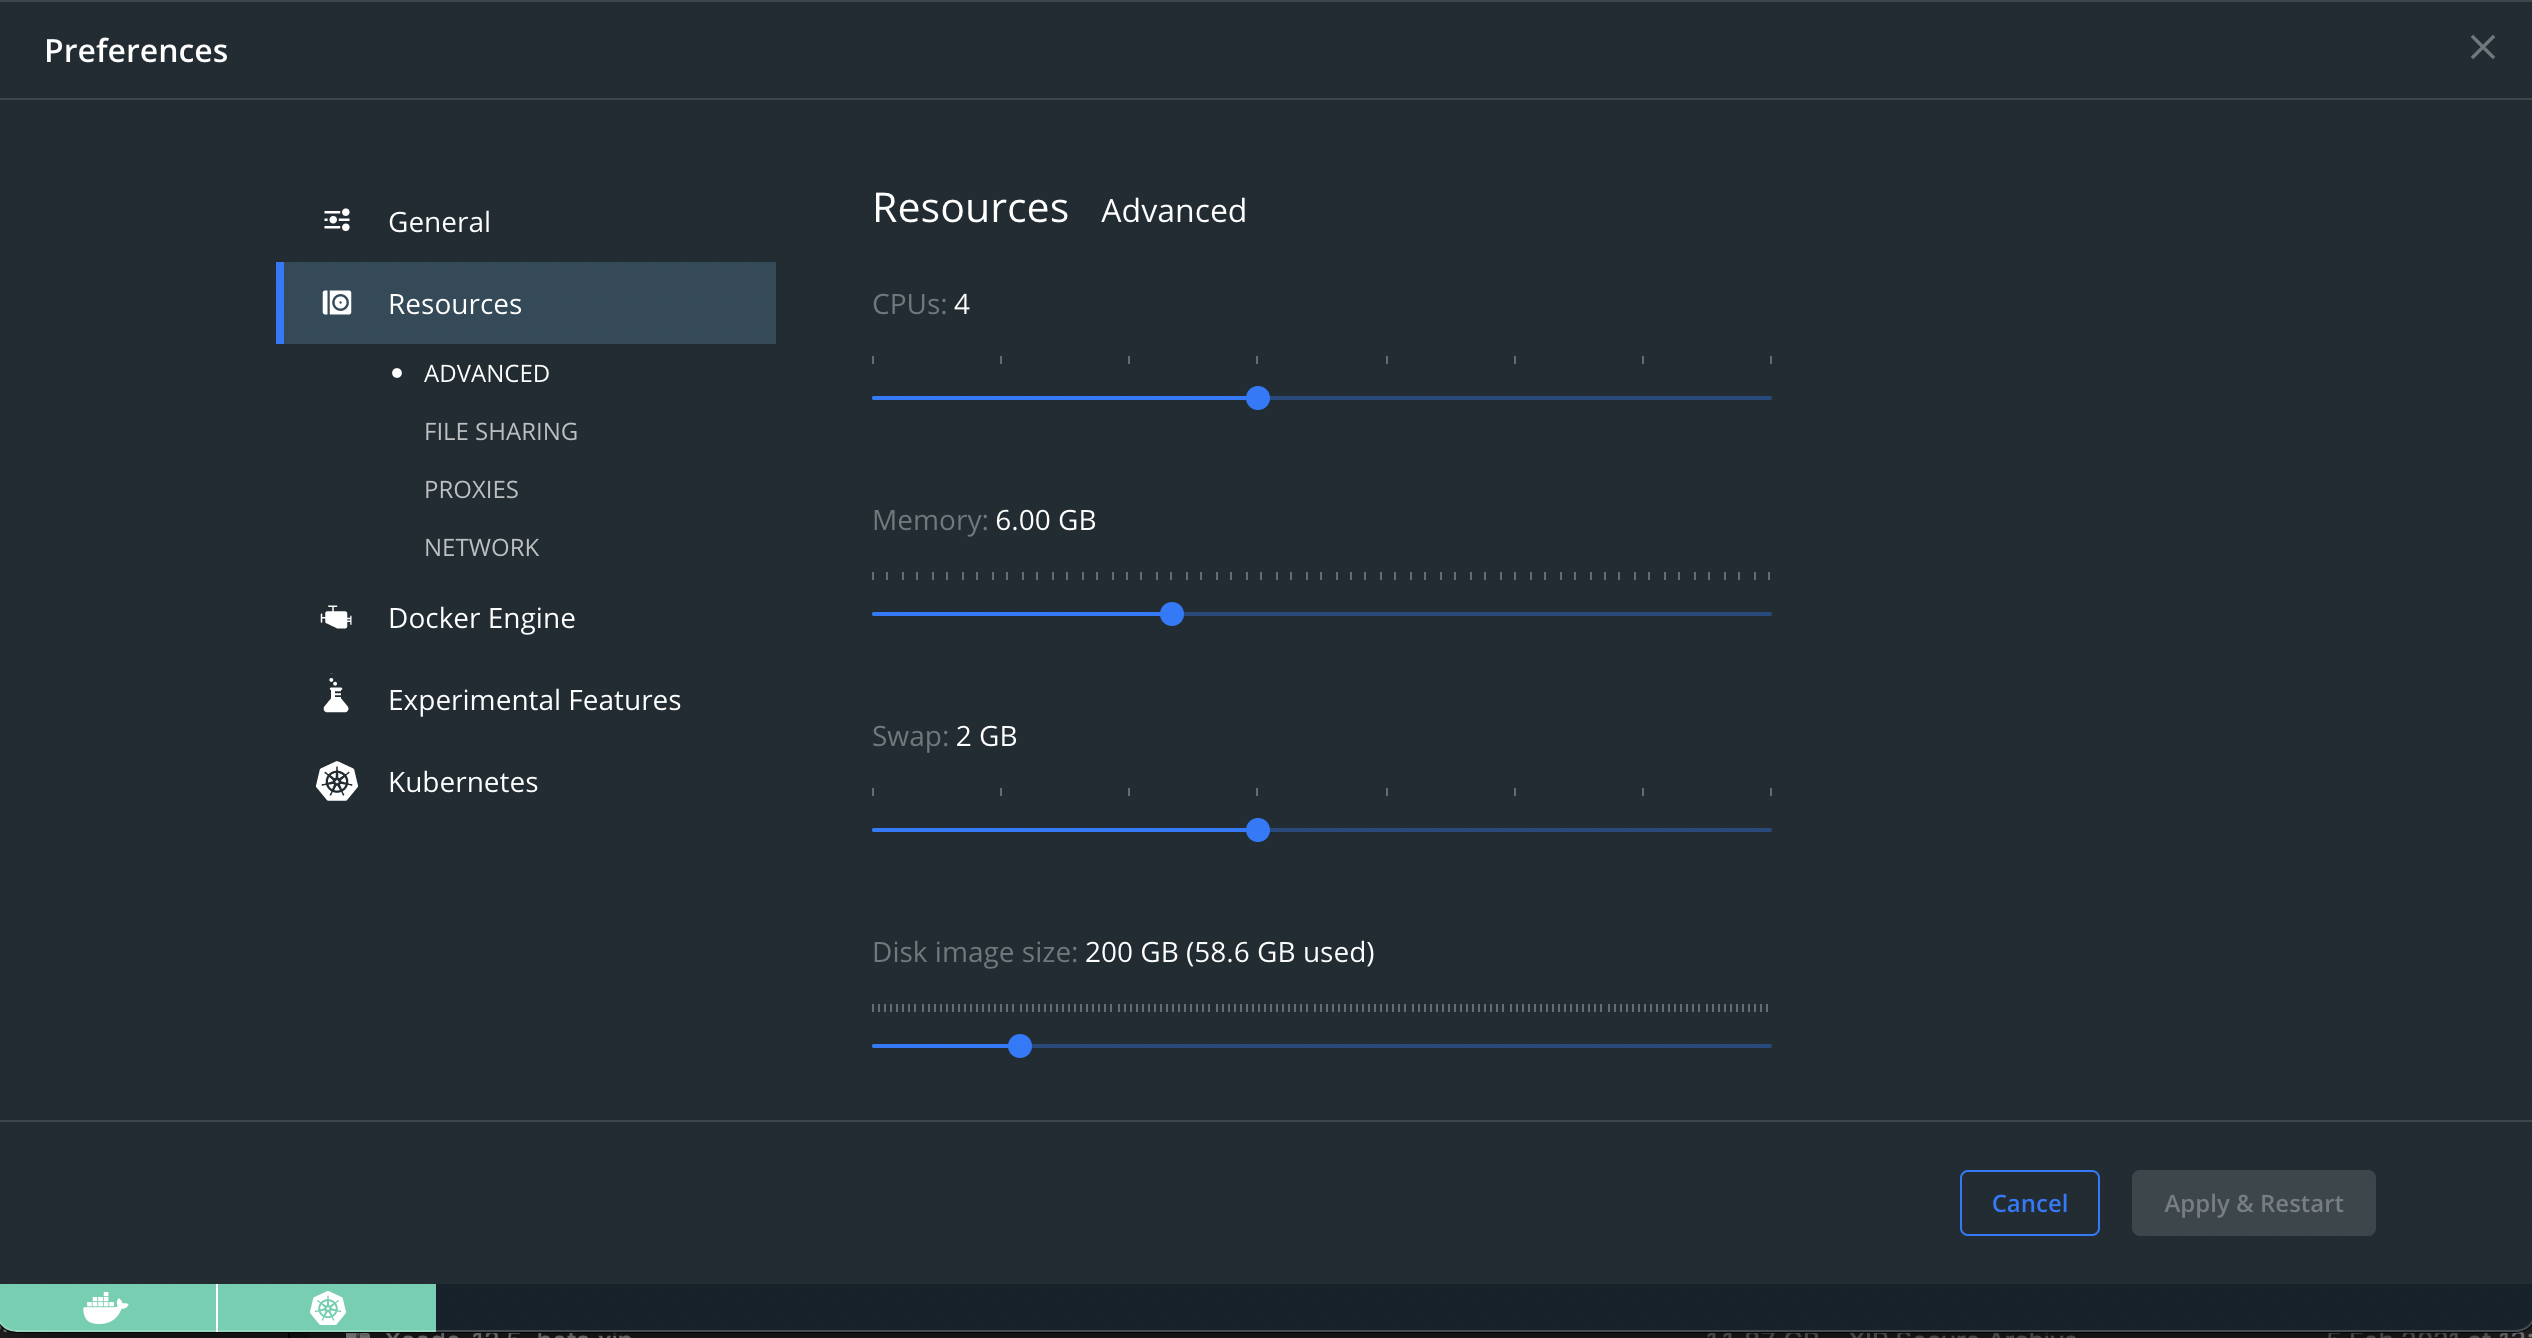 Preferences
General
Resources
ADVANCED
FILE SHARING
PROXIES
NETWORK
Docker Engine
Experimental Features
Kubernetes
Resources Advanced
CPUs: 4
Memory: 6.00 GB
Swap: 2 GB
Disk image size: 200 GB (58.6 GB used)
Cancel
Apply & Restart